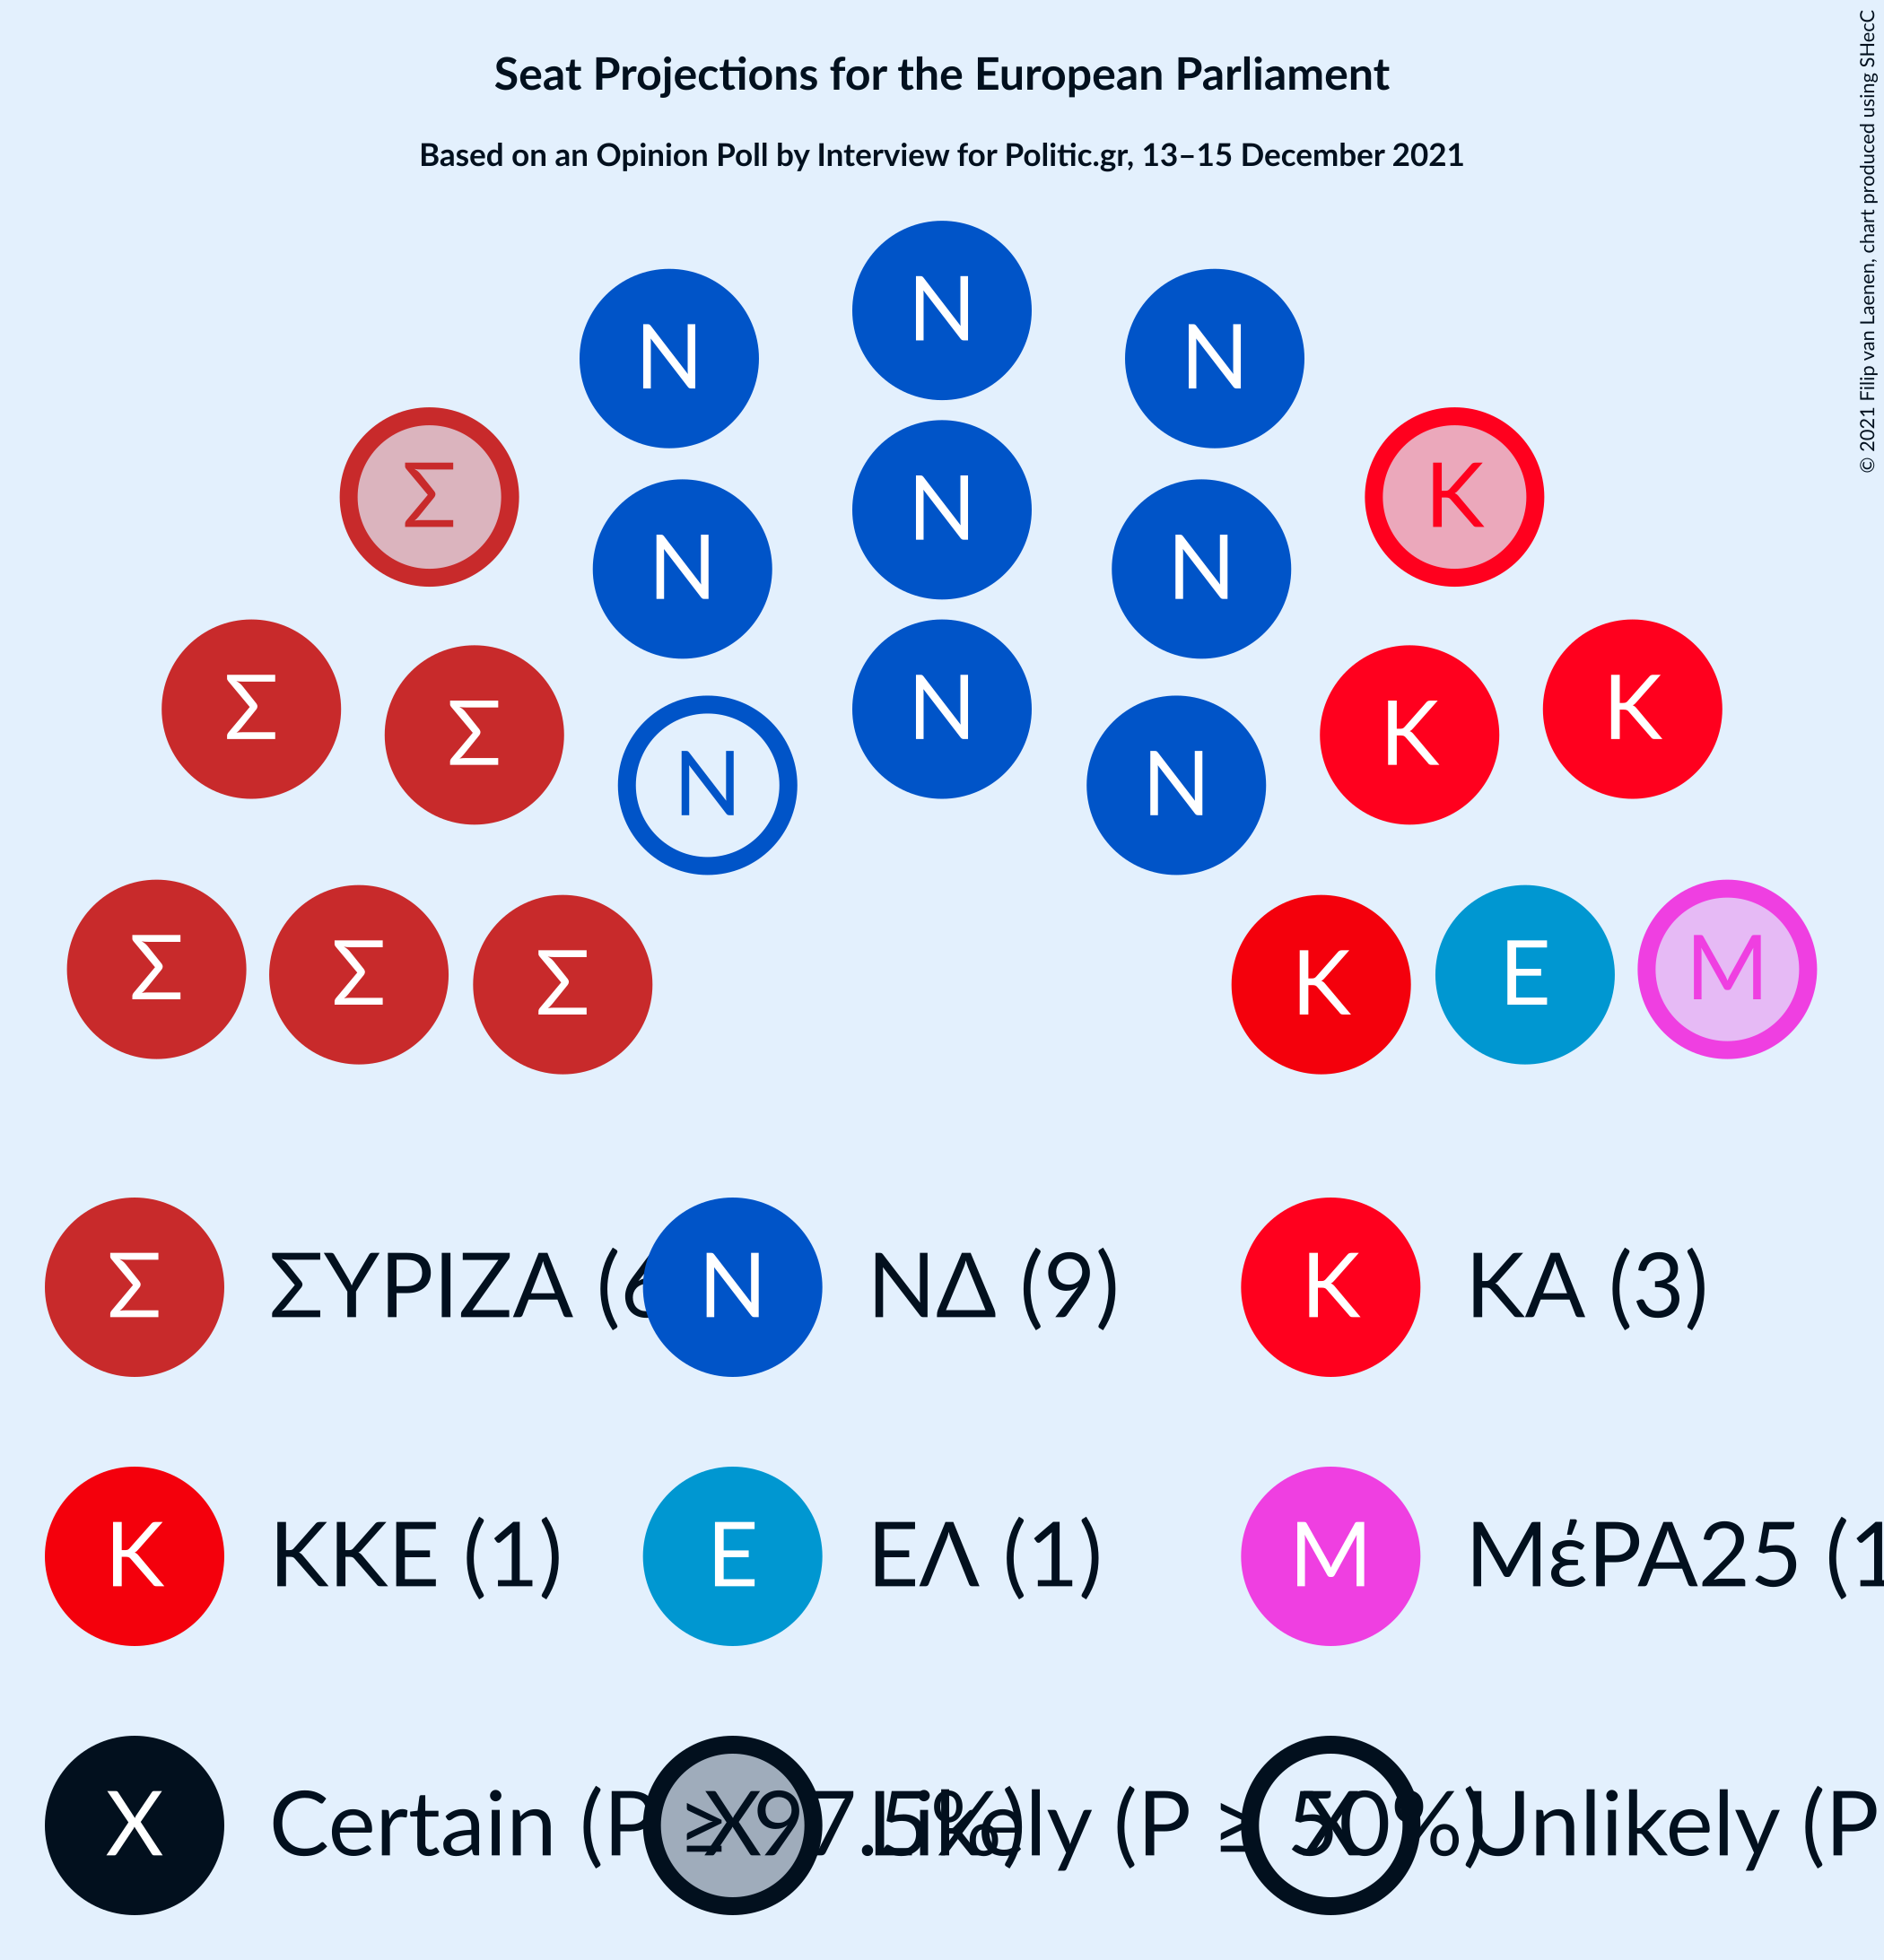 Seat Projections for the European Parliament
Based on an Opinion Poll by Interview for Politic.gr, 13–15 December 2021
© 2021 Filip van Laenen, chart produced using SHecC
N
N N
Σ K
N
N N
Σ K
Σ K
N
N N
Σ M
Σ E
Σ K
Σ ΣΥΡΙΖΑ (6
N ΝΔ (9)
K ΚΑ (3)
K ΚΚΕ (1)
E ΕΛ (1)
M ΜέΡΑ25 (1
X Certain (P ≥ 97.5%)
X Likely (P ≥ 50%)
X Unlikely (P